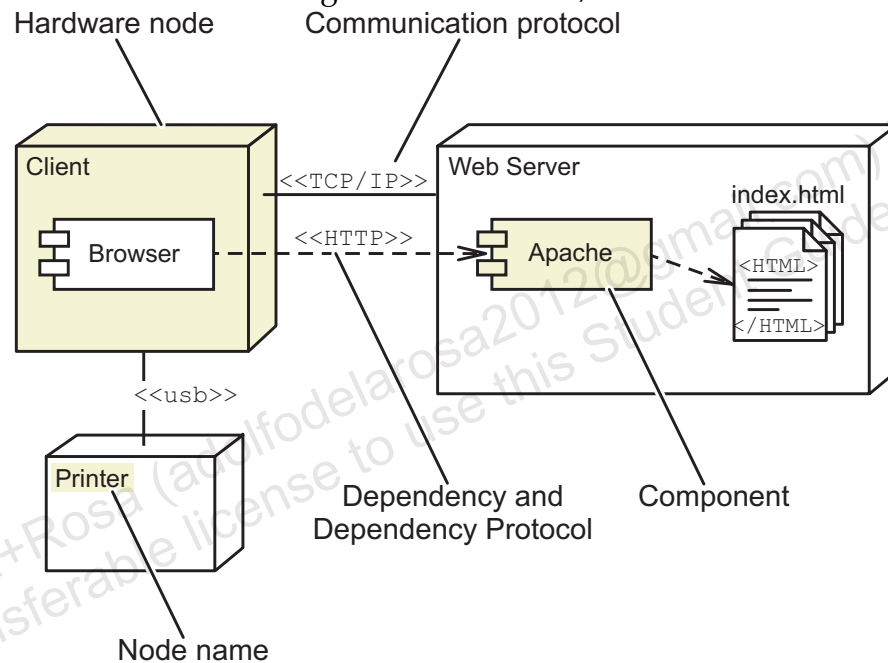 Hardware node
Communication protocol
Client
<<TCP/IP>>
Web Server
index.html
Browser
<<HTTP>>
Apache
<HTML>
</HTML>
<<usb>>
Printer
Dependency and
Dependency Protocol
Component
Node name